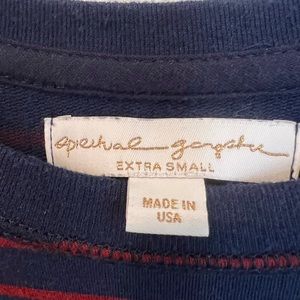 spiritual gangster
EXTRA SMALL
MADE IN
USA